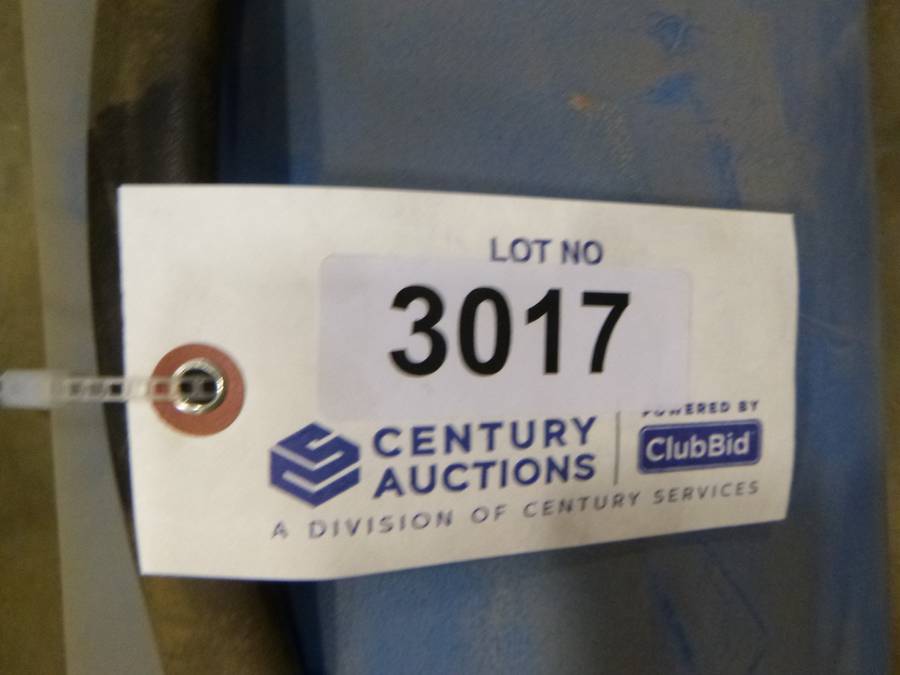 LOT NO
3017
CENTURY
AUCTIONS
POWERED BY
ClubBid
A DIVISION OF CENTURY SERVICES